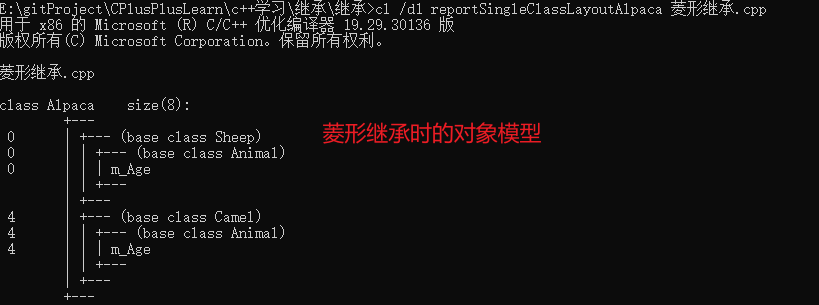 E:\gitProject\CPlusPlusLearn\c++学习\继承\继承>cl /d1 reportSingleClassLayoutAlpaca 菱形继承.cpp
用于 x86 的 Microsoft (R) C/C++ 优化编译器 19.29.30136 版
版权所有(C) Microsoft Corporation。保留所有权利。
菱形继承.cpp
class Alpaca    size(8):
        +---
 0      | +--- (base class Sheep)
 0      | | +--- (base class Animal)
 0      | | | m_Age
        | | +---
        | +---
 4      | +--- (base class Camel)
 4      | | +--- (base class Animal)
 4      | | | m_Age
        | | +---
        | +---
        +---
菱形继承时的对象模型